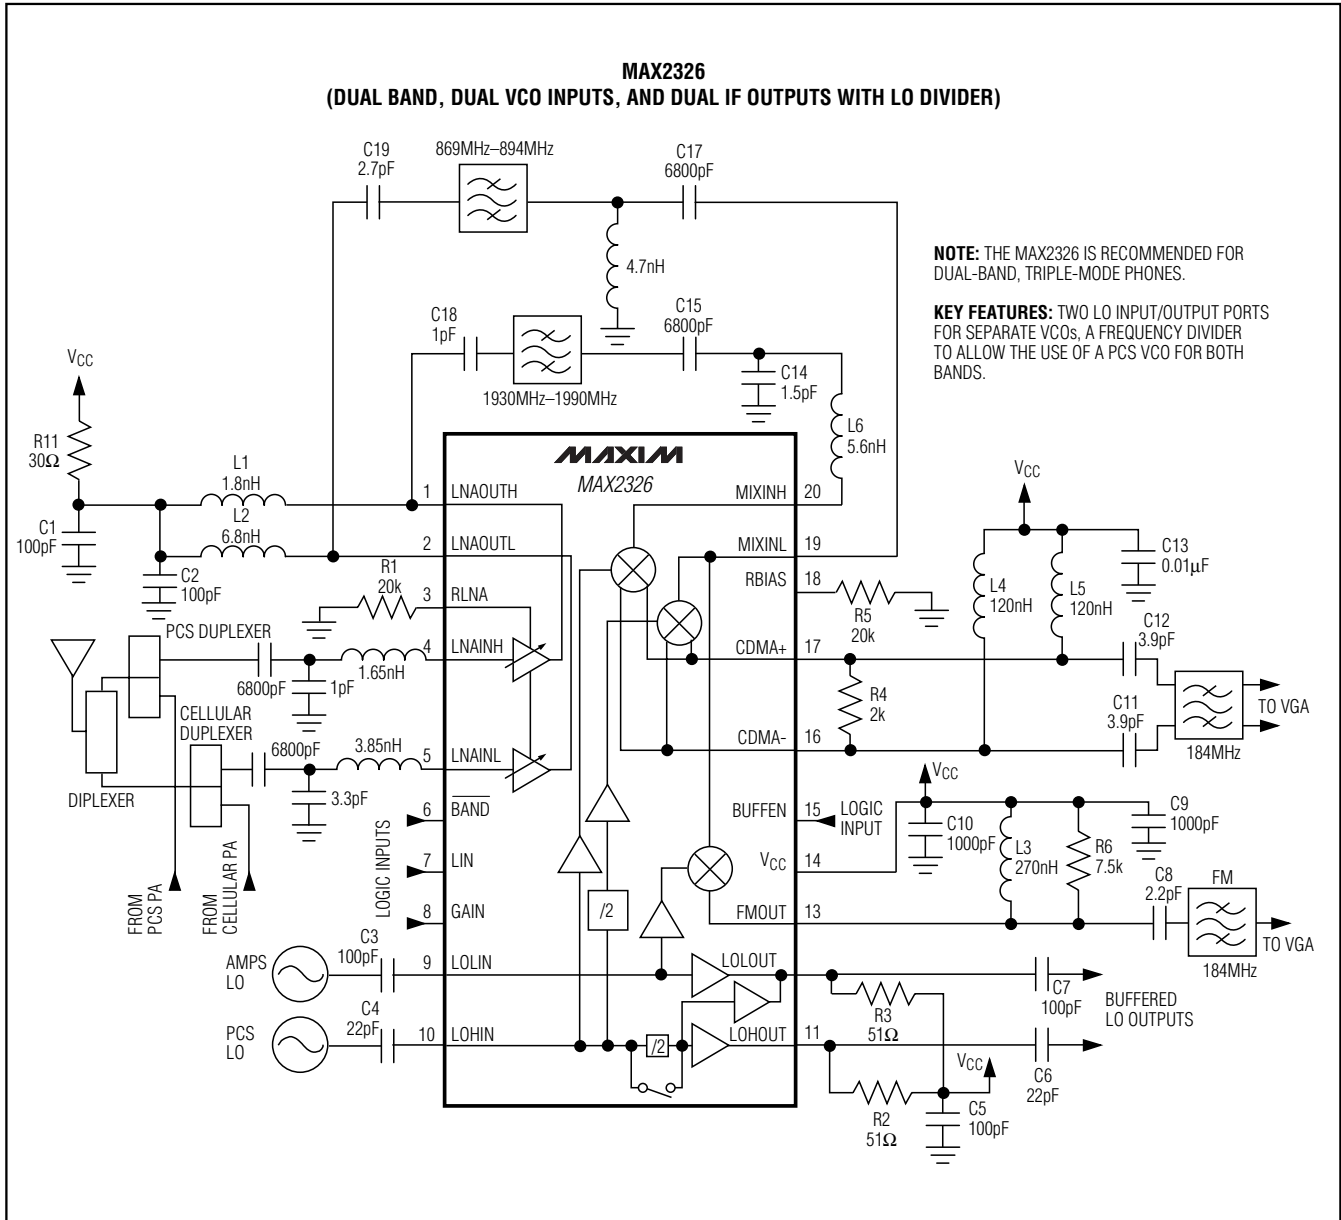 MAX2326
(DUAL BAND, DUAL VCO INPUTS, AND DUAL IF OUTPUTS WITH LO DIVIDER)
C19
2.7pF
869MHz–894MHz
C17
6800pF
4.7nH
NOTE: THE MAX2326 IS RECOMMENDED FOR
DUAL-BAND, TRIPLE-MODE PHONES.
KEY FEATURES: TWO LO INPUT/OUTPUT PORTS
FOR SEPARATE VCOs, A FREQUENCY DIVIDER
TO ALLOW THE USE OF A PCS VCO FOR BOTH
BANDS.
C18
1pF
1930MHz–1990MHz
C15
6800pF
C14
1.5pF
L6
5.6nH
VCC
R11
30Ω
C1
100pF
L1
1.8nH
L2
6.8nH
C2
100pF
MAXIM
MAX2326
1 LNAOUTH
2 LNAOUTL
R1
20k
3 RLNA
PCS DUPLEXER
6800pF
1pF
1.65nH
4 LNAINH
CELLULAR
DUPLEXER
6800pF
3.85nH
3.3pF
5 LNAINL
DIPLEXER
FROM
PCS PA
FROM
CELLULAR PA
LOGIC INPUTS
6 BAND
7 LIN
8 GAIN
AMPS
LO
C3
100pF
9 LOLIN
PCS
LO
C4
22pF
10 LOHIN
/2
/2
MIXINH 20
MIXINL 19
RBIAS 18
R5
20k
CDMA+ 17
R4
2k
CDMA- 16
BUFFEN 15
LOGIC
INPUT
VCC 14
FMOUT 13
LOLOUT
LOHOUT 11
VCC
L4
120nH
L5
120nH
C13
0.01µF
C12
3.9pF
C11
3.9pF
184MHz
TO VGA
VCC
C10
1000pF
L3
270nH
R6
7.5k
C9
1000pF
C8
2.2pF
FM
184MHz
TO VGA
R3
51Ω
C7
100pF
BUFFERED
LO OUTPUTS
C6
22pF
VCC
R2
51Ω
C5
100pF